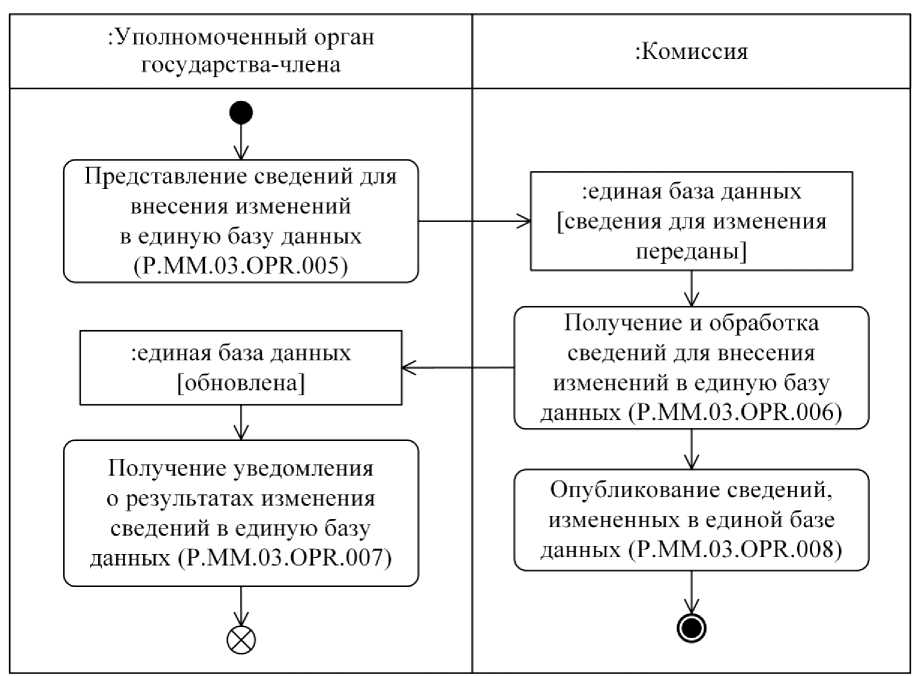 :Уполномоченный орган
государства-члена
:Комиссия
Представление сведений для
внесения изменений
в единую базу данных
(P.MM.03.OPR.005)
:единая база данных
[сведения для изменения
переданы]
Получение и обработка
сведений для внесения
изменений в единую базу
данных (P.MM.03.OPR.006)
:единая база данных
[обновлена]
Получение уведомления
о результатах изменения
сведений в единую базу
данных (P.MM.03.OPR.007)
Опубликование сведений,
измененных в единой базе
данных (P.MM.03.OPR.008)